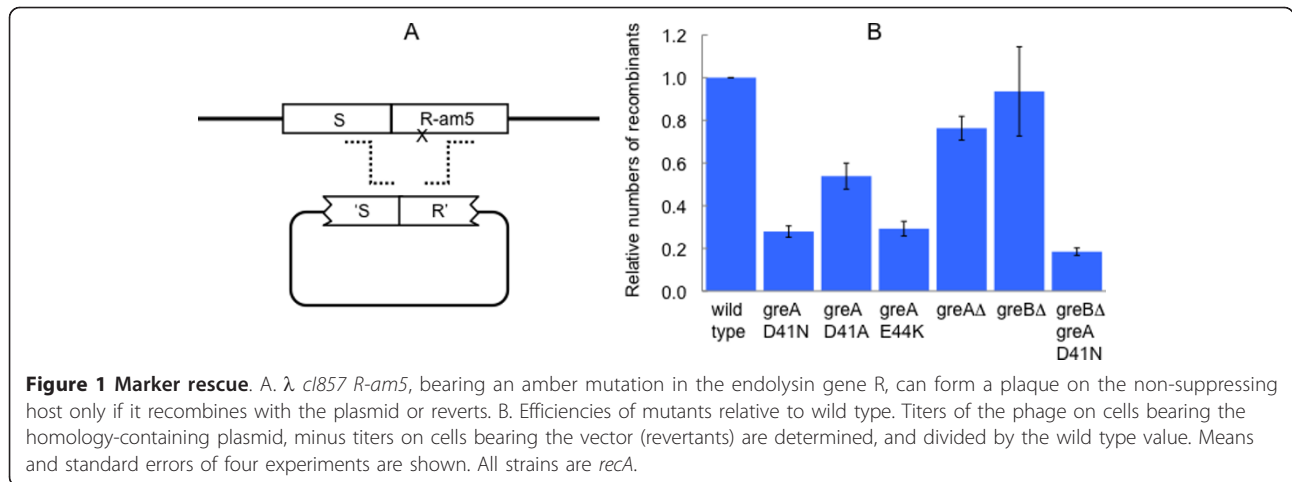 A
S
R-am5
X
'S
R'
B
Relative numbers of recombinants
1.2
1.0
0.8
0.6
0.4
0.2
0.0
wild type
greA D41N
greA D41A
greA E44K
greAΔ
greBΔ
greBΔ greA D41N
Figure 1 Marker rescue. A. λ cI857 R-am5, bearing an amber mutation in the endolysin gene R, can form a plaque on the non-suppressing
host only if it recombines with the plasmid or reverts. B. Efficiencies of mutants relative to wild type. Titers of the phage on cells bearing the
homology-containing plasmid, minus titers on cells bearing the vector (revertants) are determined, and divided by the wild type value. Means
and standard errors of four experiments are shown. All strains are recA.